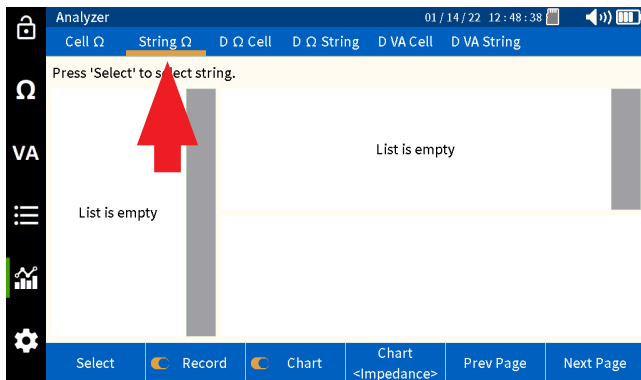 Analyzer 01/14/22 12:48:38
Cell Ω String Ω D Ω Cell D Ω String D VA Cell D VA String
Press 'Select' to select string.
Ω
VA
List is empty
List is empty
Select Record Chart Chart <Impedance> Prev Page Next Page